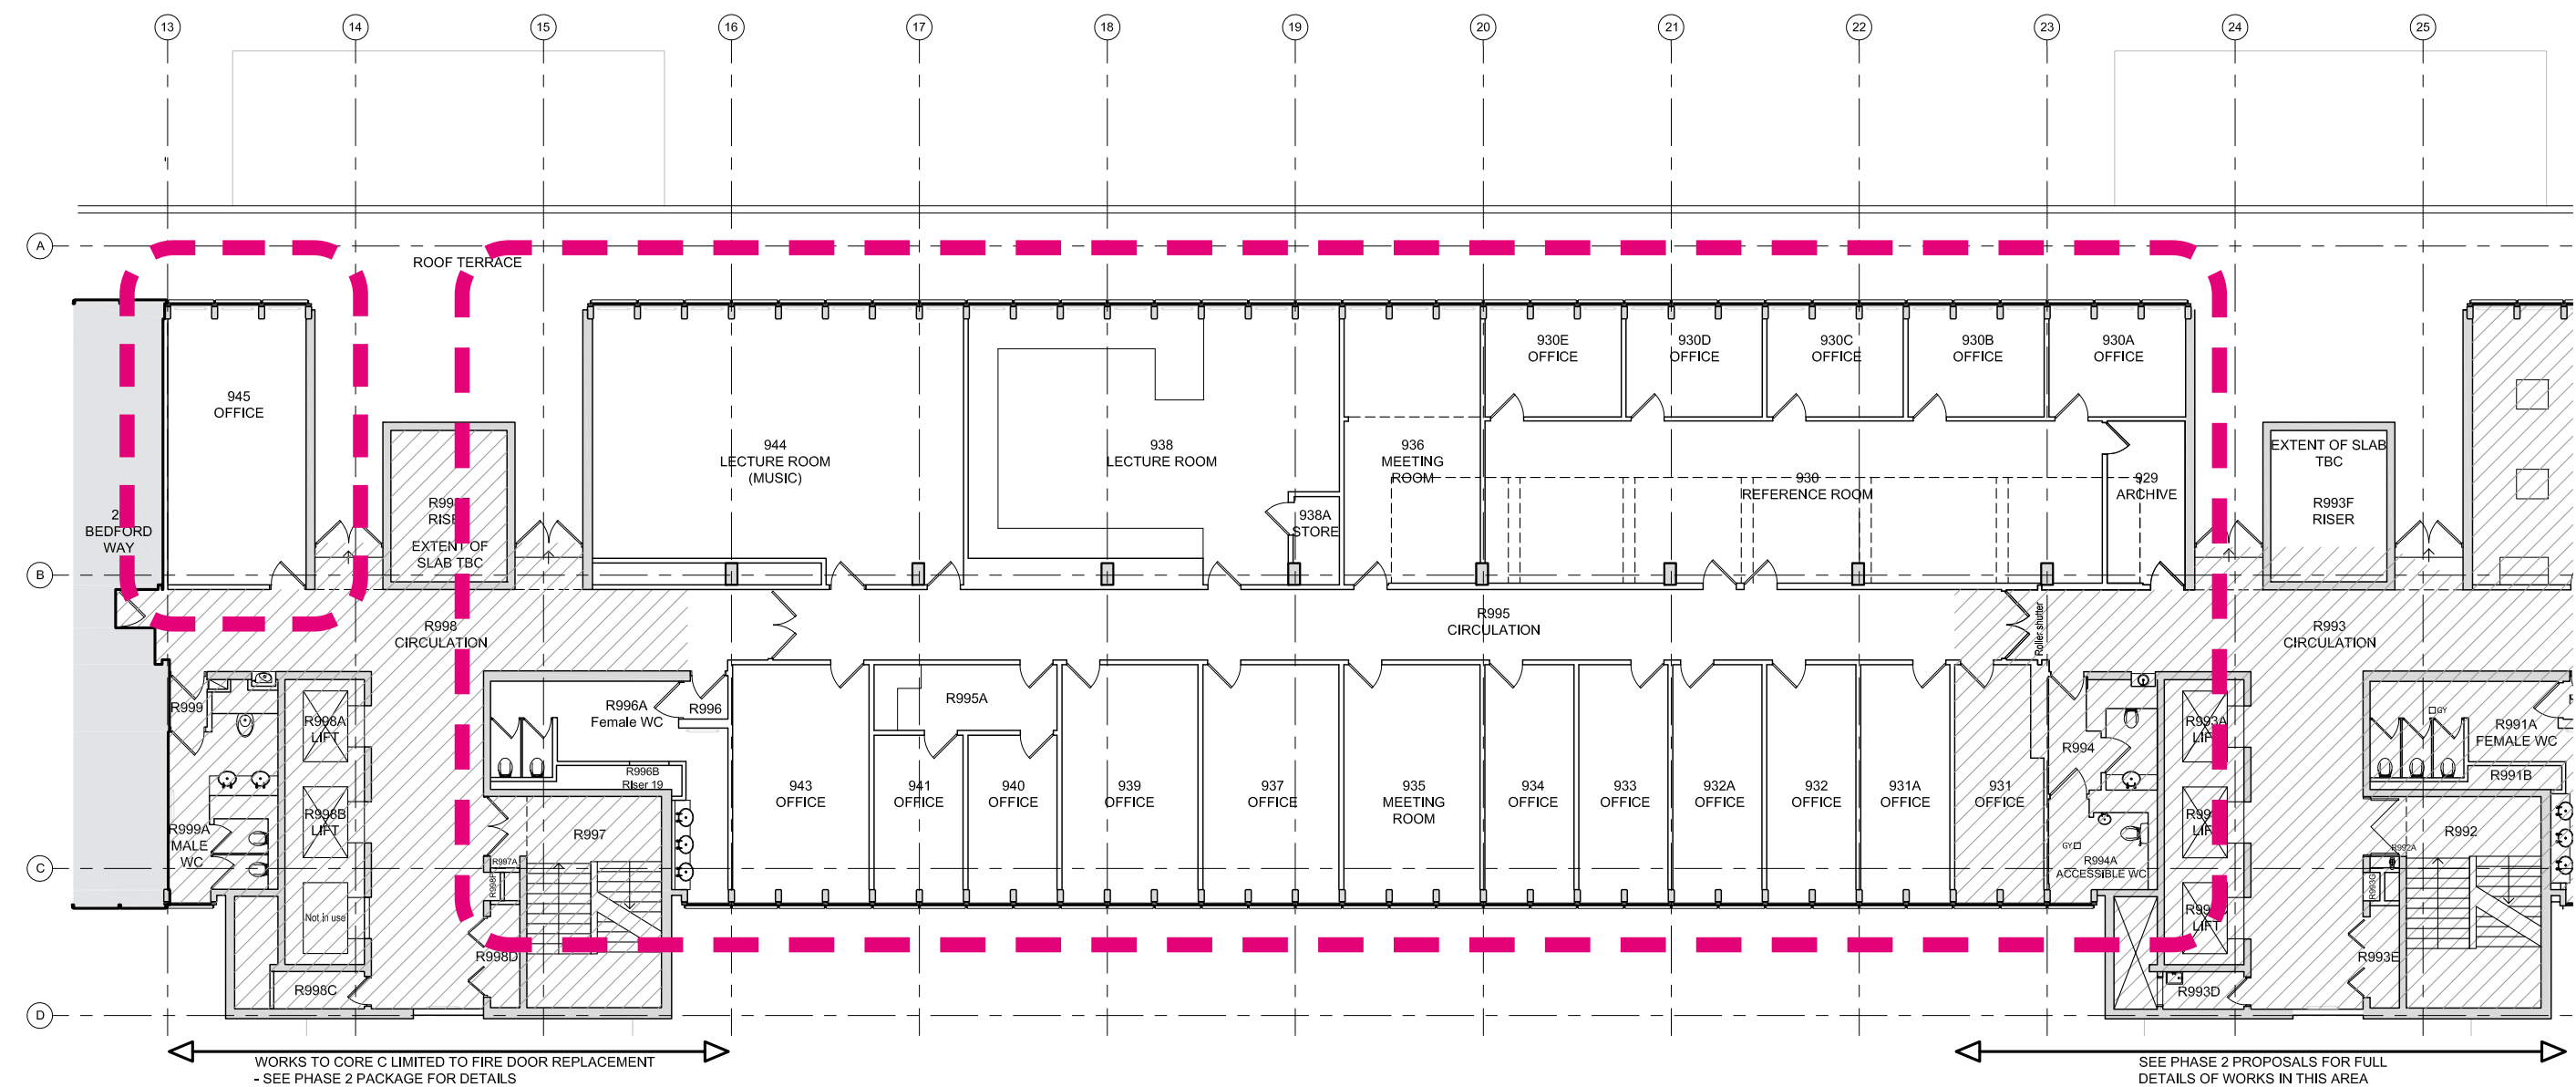 13 14 15 16 17 18 19 20 21 22 23 24 25
A
ROOF TERRACE
945
OFFICE
944
LECTURE ROOM
(MUSIC)
938
LECTURE ROOM
938A
STORE
936
MEETING
ROOM
930E
OFFICE
930D
OFFICE
930C
OFFICE
930B
OFFICE
930A
OFFICE
930
REFERENCE ROOM
929
ARCHIVE
EXTENT OF SLAB
TBC
R993F
RISER
BEDFORD
WAY
EXTENT OF
SLAB TBC
B
R998
CIRCULATION
R995
CIRCULATION
Roller shutter
R993
CIRCULATION
R999
R998A
LIFT
R998B
LIFT
Not in use
R999A
MALE
WC
R998C
R996A
Female WC
R996
R996B
Riser 19
R997
R997A
R998D
943
OFFICE
R995A
941
OFFICE
940
OFFICE
939
OFFICE
937
OFFICE
935
MEETING
ROOM
934
OFFICE
933
OFFICE
932A
OFFICE
932
OFFICE
931A
OFFICE
931
OFFICE
R994
GY
R994A
ACCESSIBLE WC
R993A
R993D
R993E
R993G
GY
R991A
FEMALE WC
R991B
R992
R992A
C
D
WORKS TO CORE C LIMITED TO FIRE DOOR REPLACEMENT
- SEE PHASE 2 PACKAGE FOR DETAILS
SEE PHASE 2 PROPOSALS FOR FULL
DETAILS OF WORKS IN THIS AREA